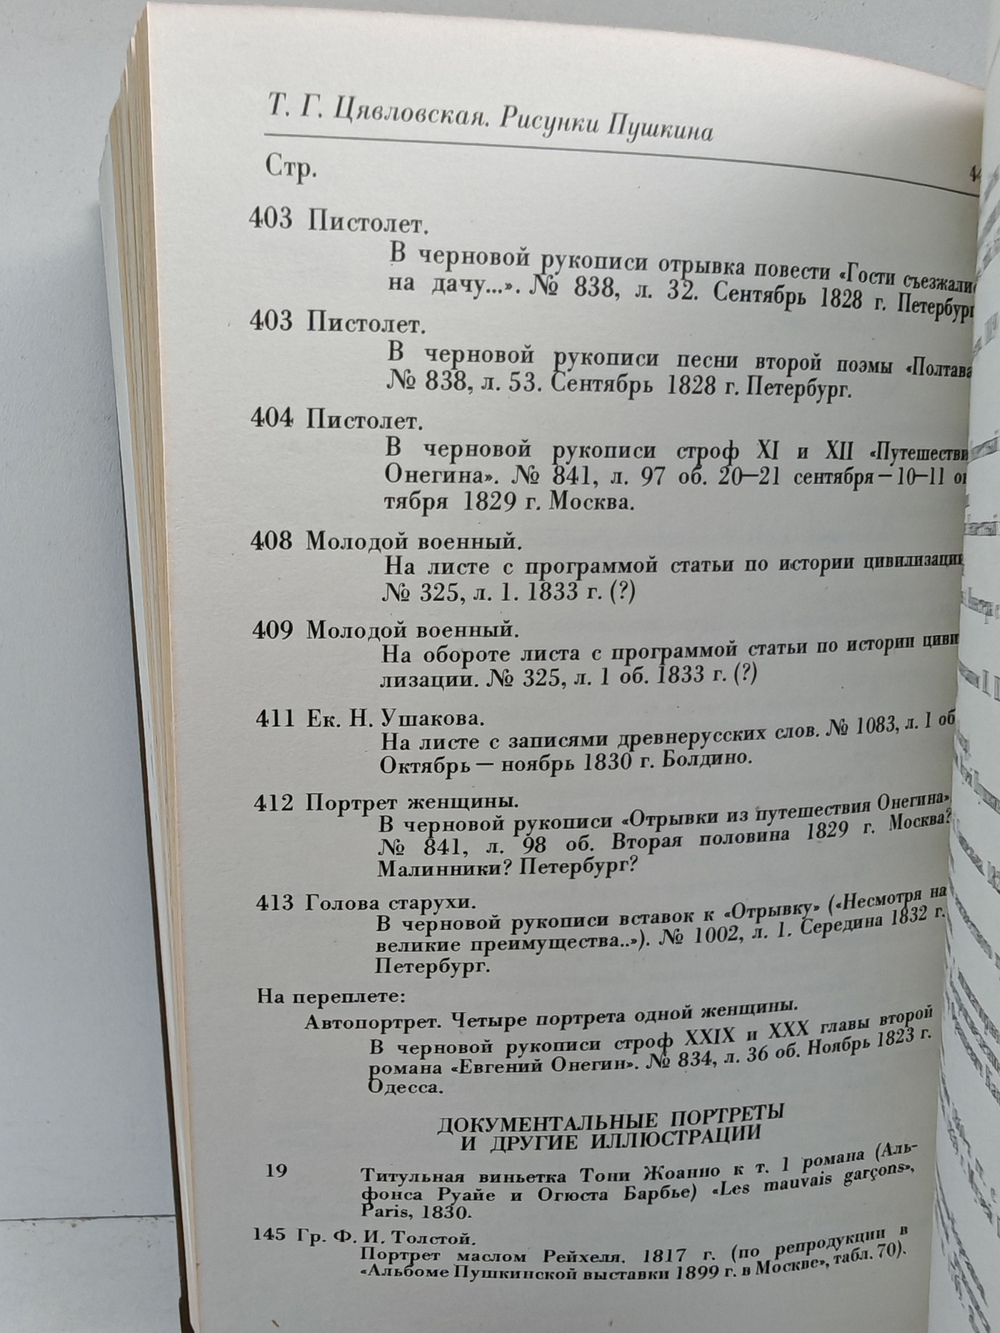 Т. Г. Цявловская. Рисунки Пушкина
Стр.
403 Пистолет.
В черновой рукописи отрывка повести «Гости съезжали
на дачу...». № 838, л. 32. Сентябрь 1828 г. Петербург
403 Пистолет.
В черновой рукописи песни второй поэмы «Полтава
№ 838, л. 53. Сентябрь 1828 г. Петербург.
404 Пистолет.
В черновой рукописи строф XI и XII «Путешестви
Онегина». № 841, л. 97 об. 20—21 сентября—10—11 ок
тября 1829 г. Москва.
408 Молодой военный.
На листе с программой статьи по истории цивилизации
№ 325, л. 1. 1833 г. (?)
409 Молодой военный.
На обороте листа с программой статьи по истории циви
лизации. № 325, л. 1 об. 1833 г. (?)
411 Ек. Н. Ушакова.
На листе с записями древнерусских слов. № 1083, л. 1 об
Октябрь — ноябрь 1830 г. Болдино.
412 Портрет женщины.
В черновой рукописи «Отрывки из путешествия Онегина»
№ 841, л. 98 об. Вторая половина 1829 г. Москва?
Малинники? Петербург?
413 Голова старухи.
В черновой рукописи вставок к «Отрывку» («Несмотря на
великие преимущества..»). № 1002, л. 1. Середина 1832 г.
Петербург.
На переплете:
Автопортрет. Четыре портрета одной женщины.
В черновой рукописи строф XXIX и XXX главы второй
романа «Евгений Онегин». № 834, л. 36 об. Ноябрь 1823 г.
Одесса.
ДОКУМЕНТАЛЬНЫЕ ПОРТРЕТЫ
И ДРУГИЕ ИЛЛЮСТРАЦИИ
19 Титульная виньетка Тони Жоанно к т. 1 романа (Аль-
фонса Руайе и Огюста Барбье) «Les mauvais garçons»,
Paris, 1830.
145 Гр. Ф. И. Толстой.
Портрет маслом Рейхеля. 1817 г. (по репродукции в
«Альбоме Пушкинской выставки 1899 г. в Москве», табл. 70).